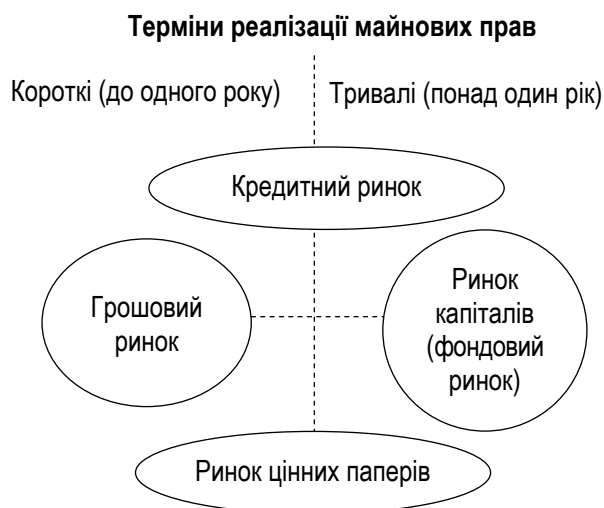 Терміни реалізації майнових прав
Короткі (до одного року)
Тривалі (понад один рік)
Кредитний ринок
Грошовий
ринок
Ринок
капіталів
(фондовий
ринок)
Ринок цінних паперів